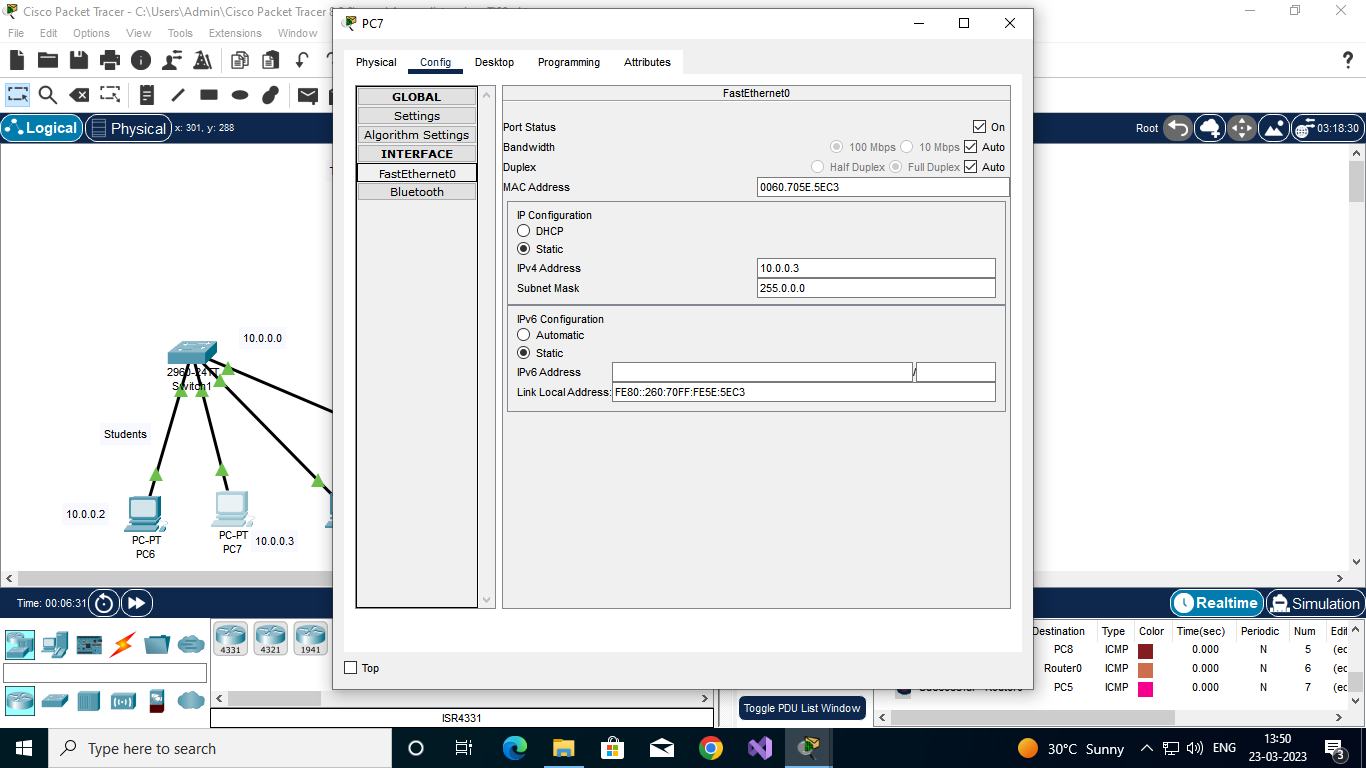 Cisco Packet Tracer - C:\Users\Admin\Cisco Packet Tracer
File Edit Options View Tools Extensions Window
Logical Physical x: 301, y: 288
Root 03:18:30
PC7
Physical Config Desktop Programming Attributes
GLOBAL
Settings
Algorithm Settings
INTERFACE
FastEthernet0
Bluetooth
FastEthernet0
Port Status On
Bandwidth 100 Mbps 10 Mbps Auto
Duplex Half Duplex Full Duplex Auto
MAC Address 0060.705E.5EC3
IP Configuration
DHCP
Static
IPv4 Address 10.0.0.3
Subnet Mask 255.0.0.0
IPv6 Configuration
Automatic
Static
IPv6 Address /
Link Local Address: FE80::260:70FF:FE5E:5EC3
Top
10.0.0.0
2960-24TT
Switch1
Students
10.0.0.2
PC-PT
PC6
PC-PT
PC7
10.0.0.3
Time: 00:06:31
Realtime Simulation
4331 4321 1941
ISR4331
Toggle PDU List Window
Destination Type Color Time(sec) Periodic Num Edi
PC8 ICMP 0.000 N 5 (ec
Router0 ICMP 0.000 N 6 (ec
PC5 ICMP 0.000 N 7 (ec
Type here to search
30°C Sunny ENG 13:50
23-03-2023
3